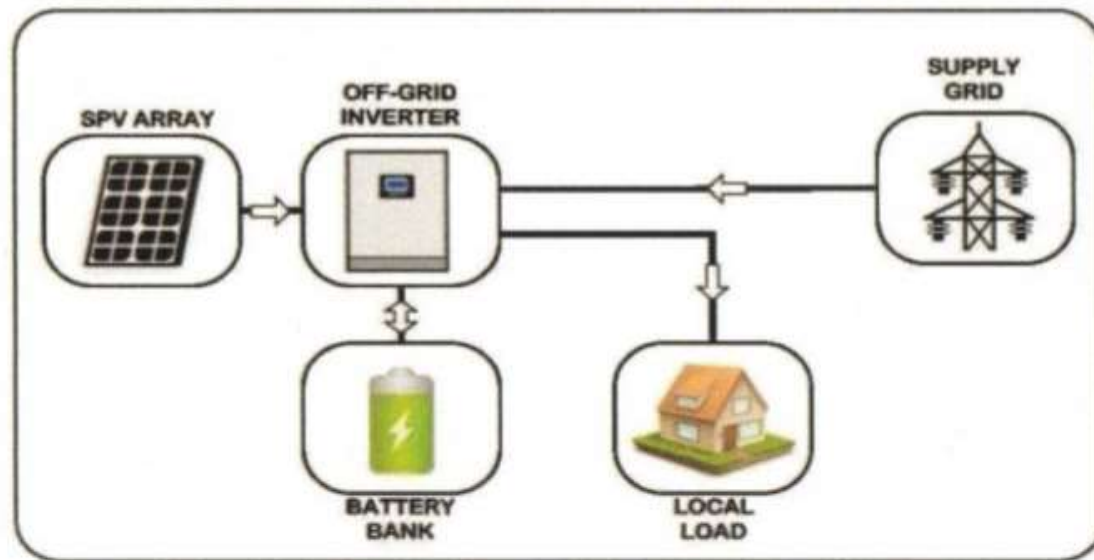 SUPPLY
GRID
OFF-GRID
INVERTER
SPV ARRAY
BATTERY
BANK
LOCAL
LOAD